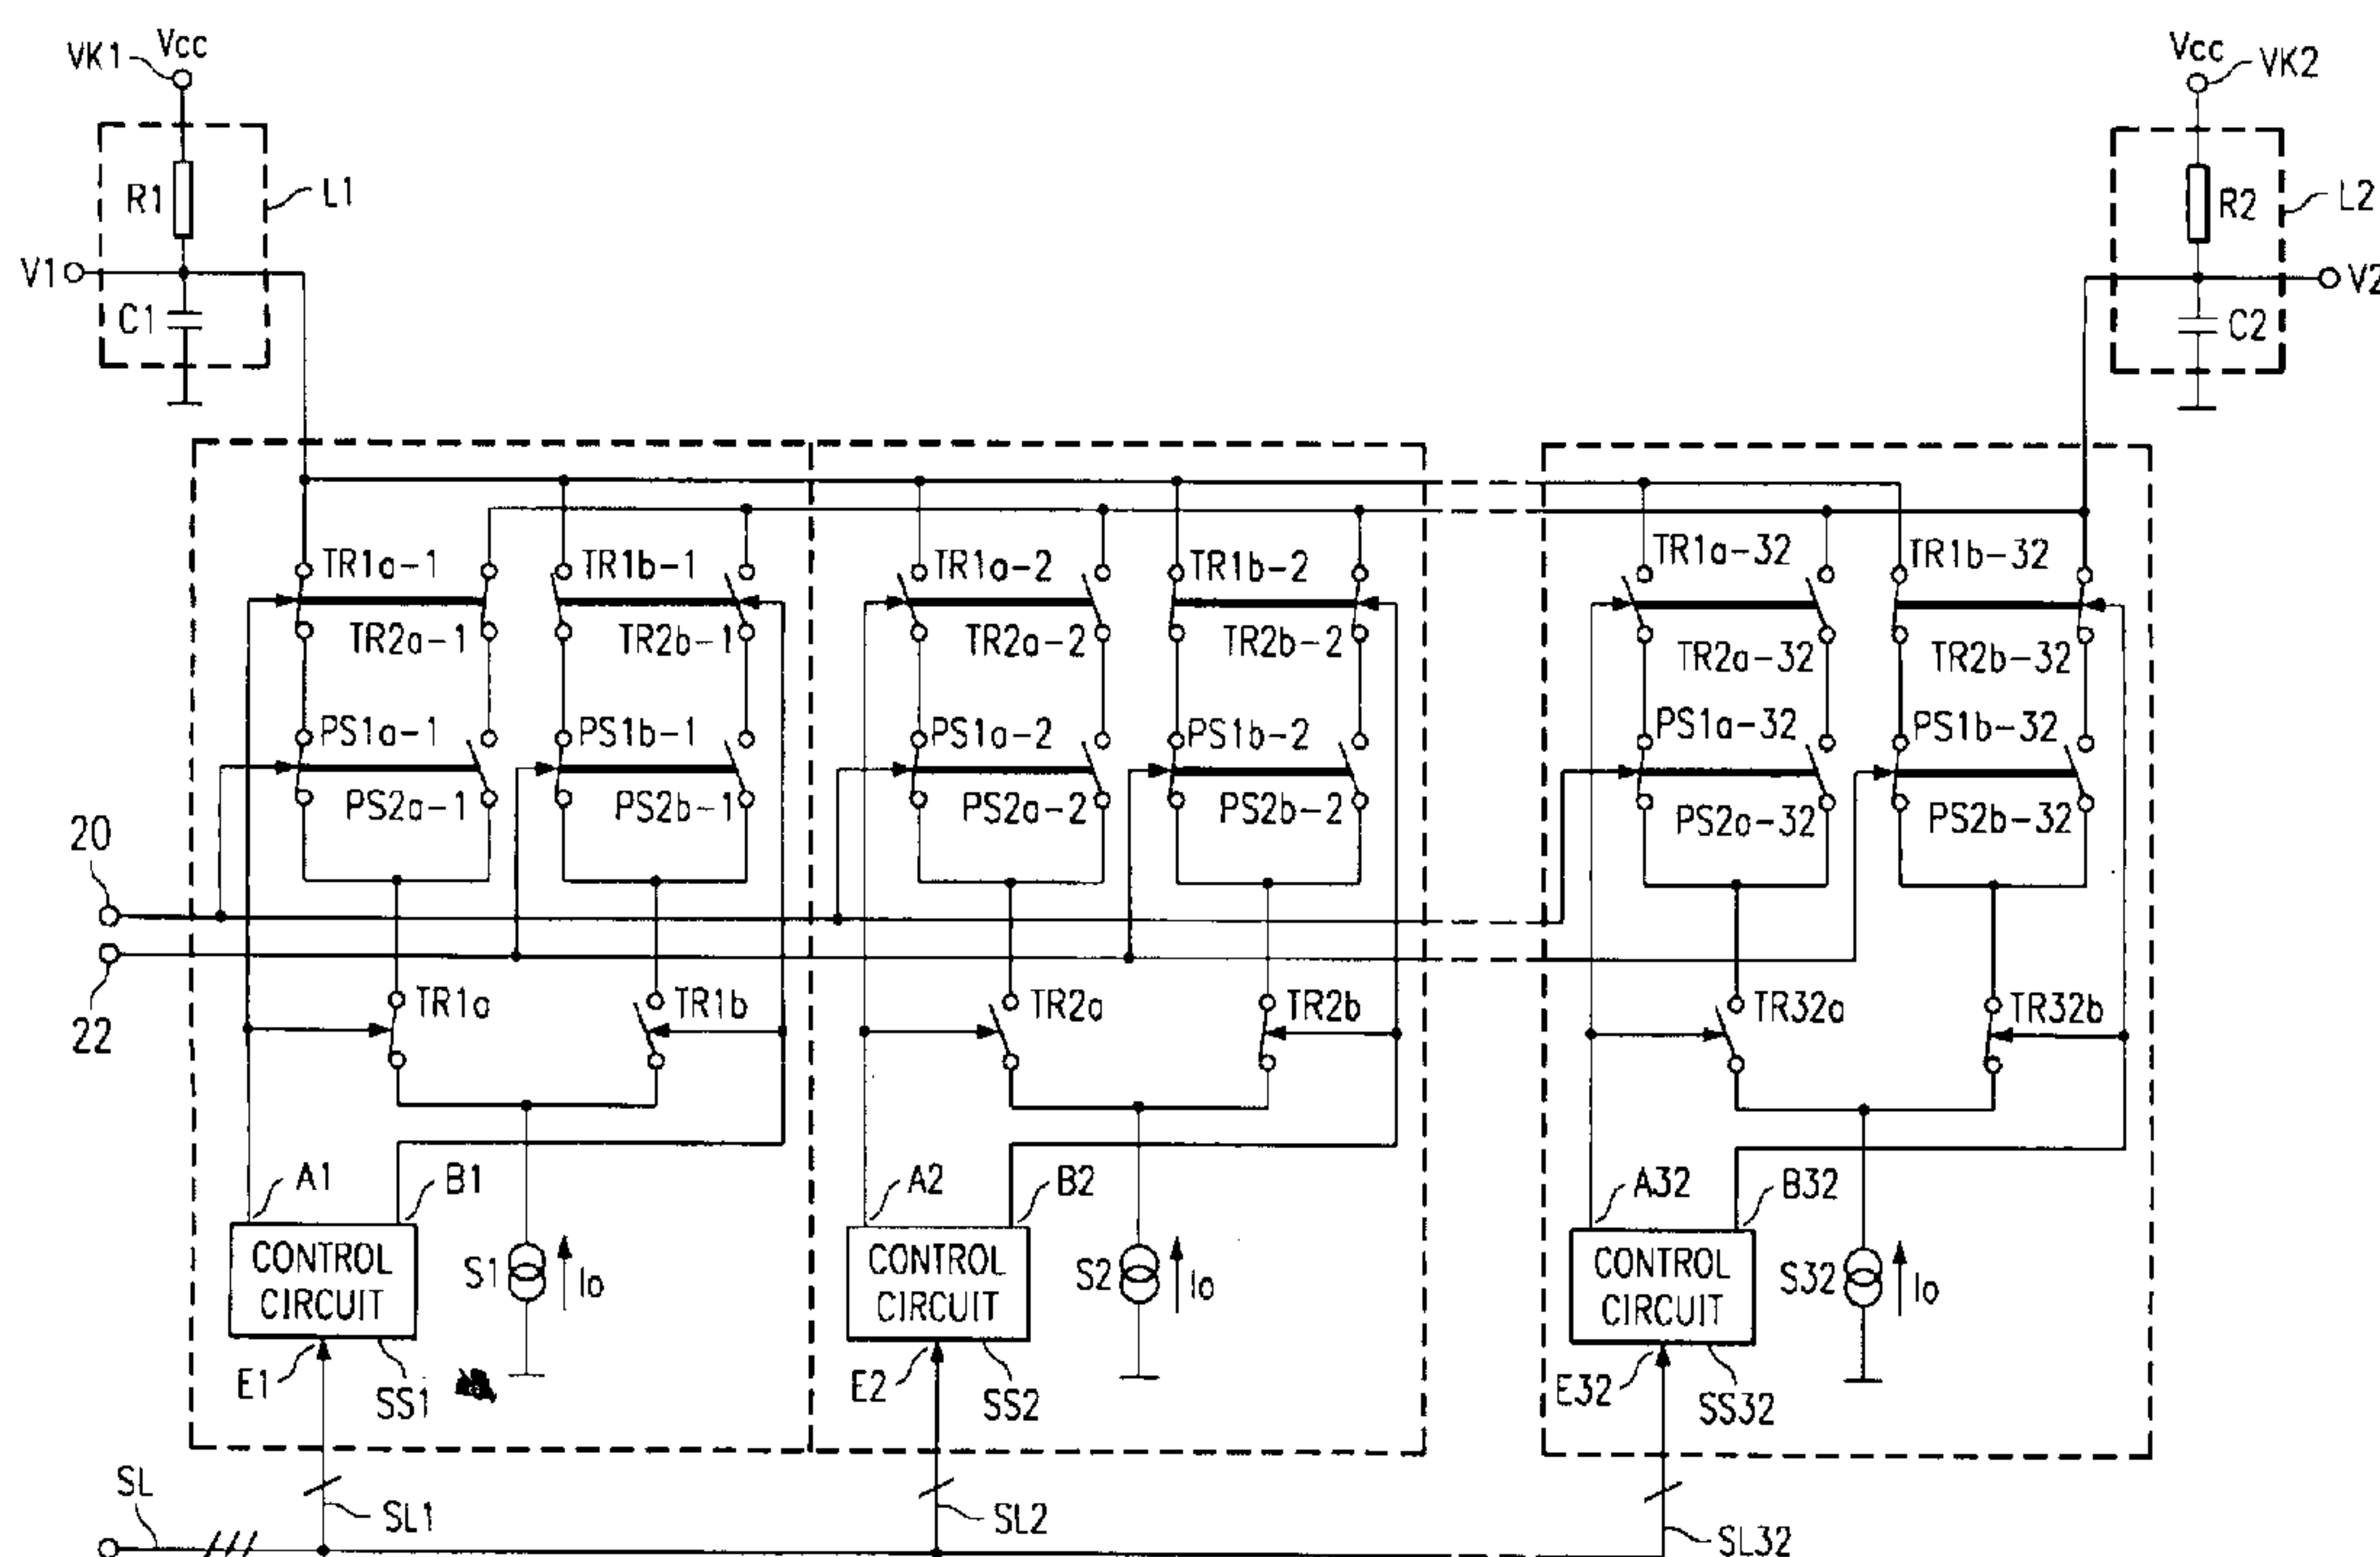 Vcc
VK1
R1
L1
V1
C1
Vcc
VK2
R2
L2
V2
C2
TR1a-1
TR1b-1
TR1a-2
TR1b-2
TR1a-32
TR1b-32
TR2a-1
TR2b-1
TR2a-2
TR2b-2
TR2a-32
TR2b-32
PS1a-1
PS1b-1
PS1a-2
PS1b-2
PS1a-32
PS1b-32
PS2a-1
PS2b-1
PS2a-2
PS2b-2
PS2a-32
PS2b-32
20
22
TR1a
TR1b
TR2a
TR2b
TR32a
TR32b
A1
B1
A2
B2
A32
B32
CONTROL
CIRCUIT
S1
Io
CONTROL
CIRCUIT
S2
Io
CONTROL
CIRCUIT
S32
Io
E1
SS1
E2
SS2
E32
SS32
SL
SL1
SL2
SL32